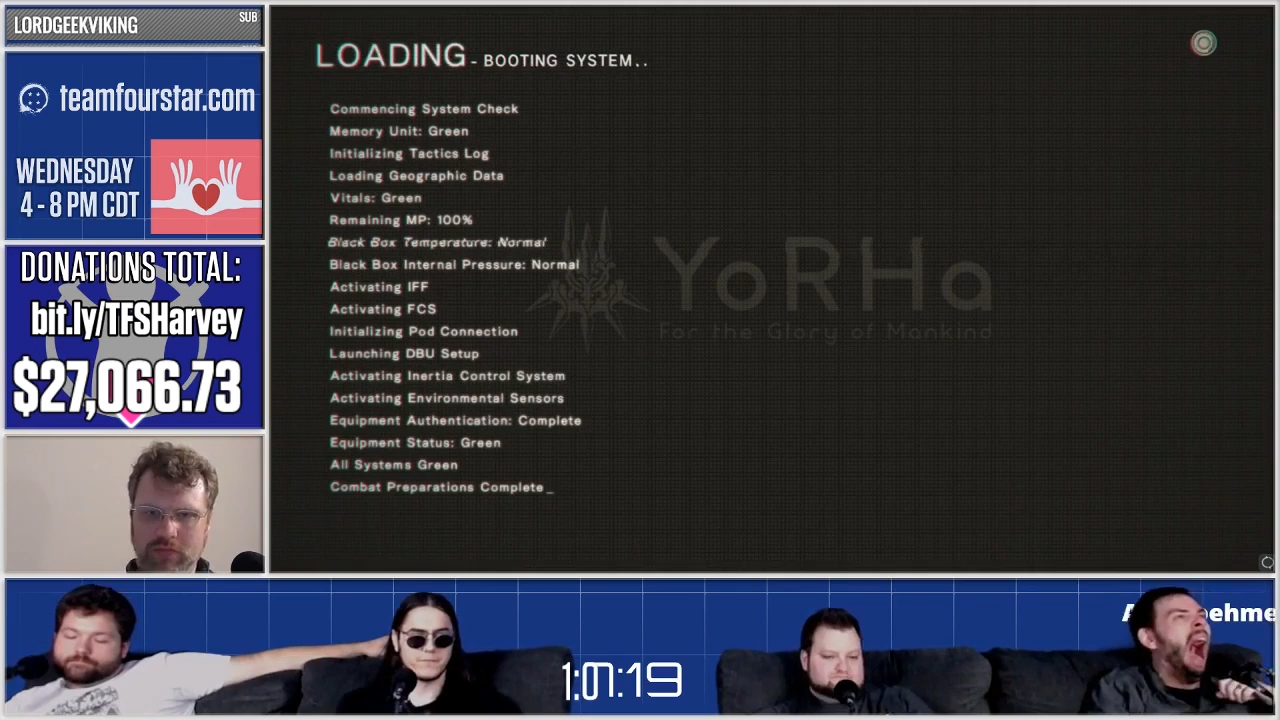 LORDGEEKVIKING
SUB
teamfourstar.com
WEDNESDAY
4 - 8 PM CDT
DONATIONS TOTAL:
bit.ly/TFSHarvey
$27,066.73
LOADING - BOOTING SYSTEM..
Commencing System Check
Memory Unit: Green
Initializing Tactics Log
Loading Geographic Data
Vitals: Green
Remaining MP: 100%
Black Box Temperature: Normal
Black Box Internal Pressure: Normal
Activating IFF
Activating FCS
Initializing Pod Connection
Launching DBU Setup
Activating Inertia Control System
Activating Environmental Sensors
Equipment Authentication: Complete
Equipment Status: Green
All Systems Green
Combat Preparations Complete_
YoRHa
For the Glory of Mankind